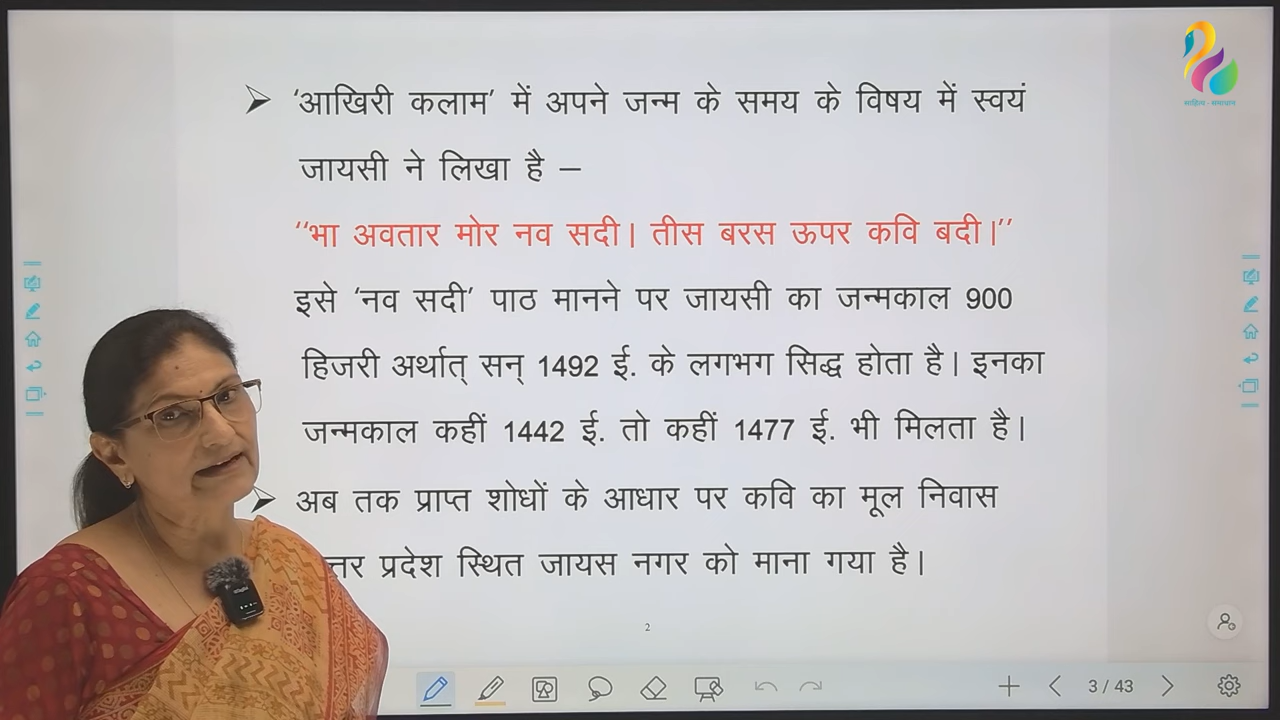 साहित्य - समाधान
'आखिरी कलाम' में अपने जन्म के समय के विषय में स्वयं
जायसी ने लिखा है –
''भा अवतार मोर नव सदी। तीस बरस ऊपर कवि बदी।''
इसे 'नव सदी' पाठ मानने पर जायसी का जन्मकाल 900
हिजरी अर्थात् सन् 1492 ई. के लगभग सिद्ध होता है। इनका
जन्मकाल कहीं 1442 ई. तो कहीं 1477 ई. भी मिलता है।
अब तक प्राप्त शोधों के आधार पर कवि का मूल निवास
त्तर प्रदेश स्थित जायस नगर को माना गया है।
2
3 / 43